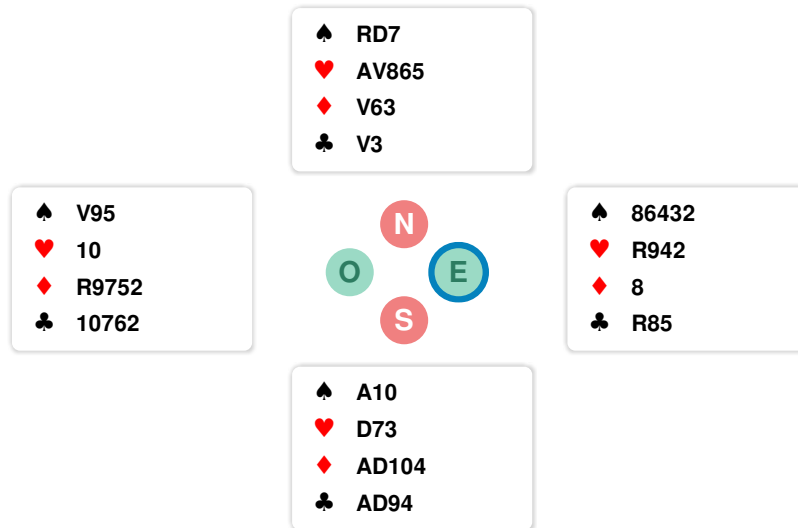 ♠ RD7
♥ AV865
♦ V63
♣ V3
♠ V95
♥ 10
♦ R9752
♣ 10762
N
O E
S
♠ 86432
♥ R942
♦ 8
♣ R85
♠ A10
♥ D73
♦ AD104
♣ AD94